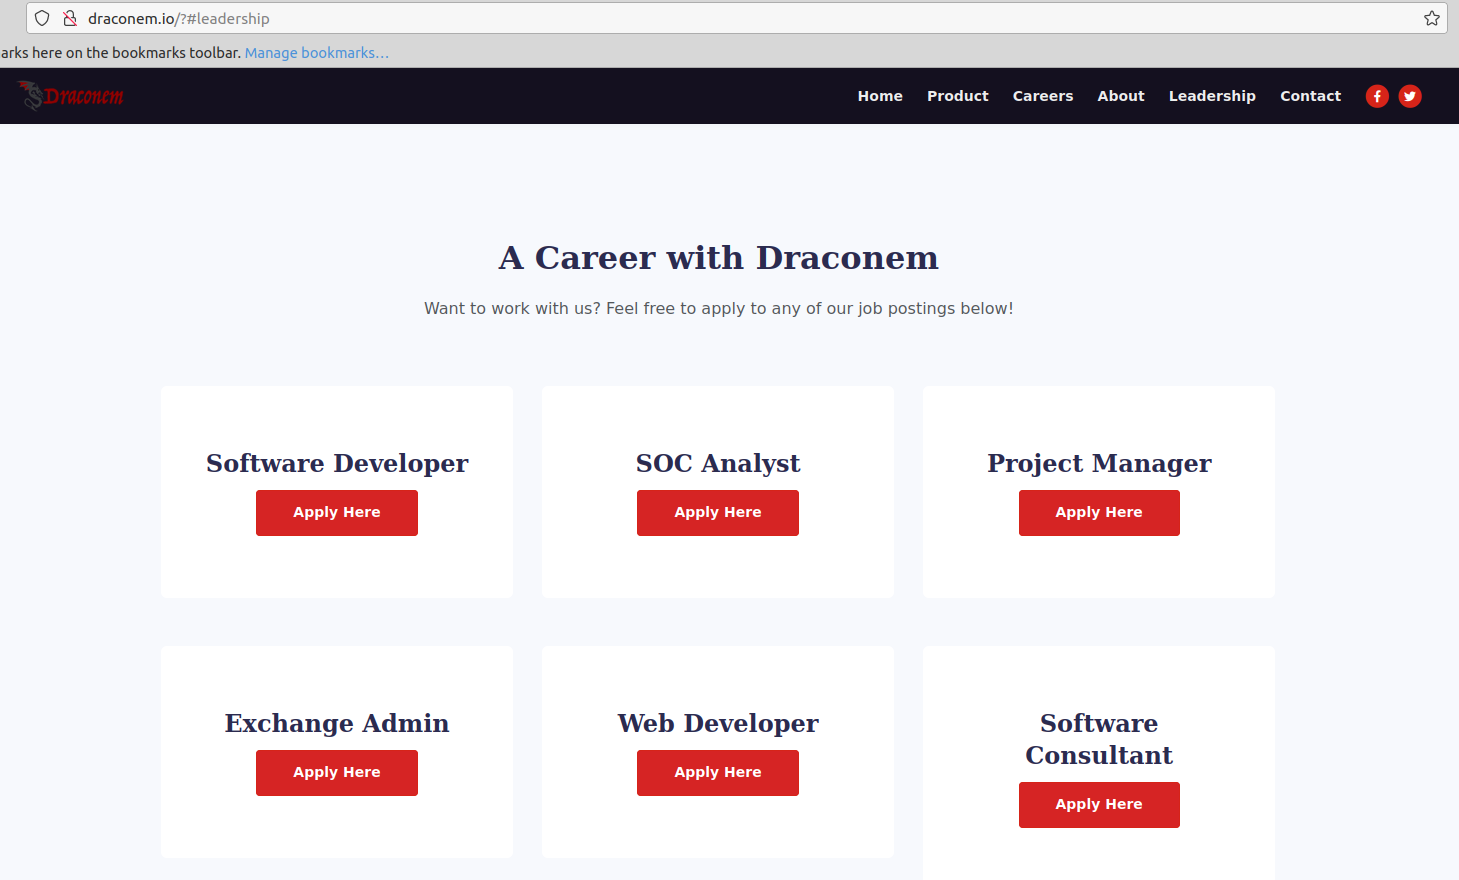 draconem.io/?#leadership
arks here on the bookmarks toolbar. Manage bookmarks…
Draconem
Home Product Careers About Leadership Contact
A Career with Draconem
Want to work with us? Feel free to apply to any of our job postings below!
Software Developer
Apply Here
SOC Analyst
Apply Here
Project Manager
Apply Here
Exchange Admin
Apply Here
Web Developer
Apply Here
Software
Consultant
Apply Here